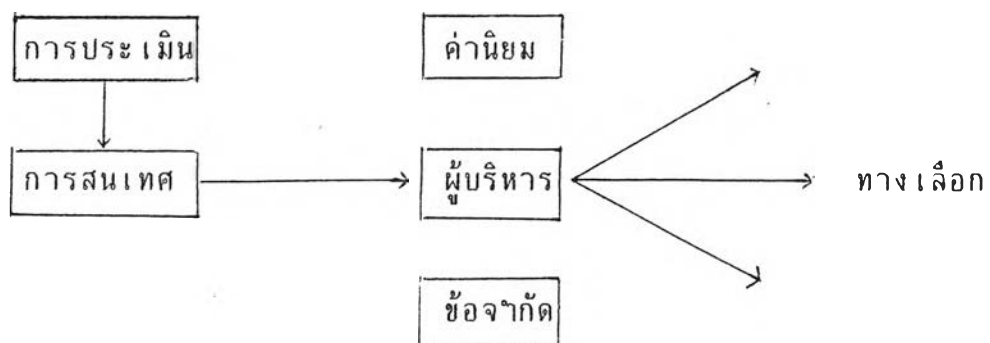 การประเมิน
ค่านิยม
การสนเทศ
ผู้บริหาร
ทางเลือก
ข้อจำกัด